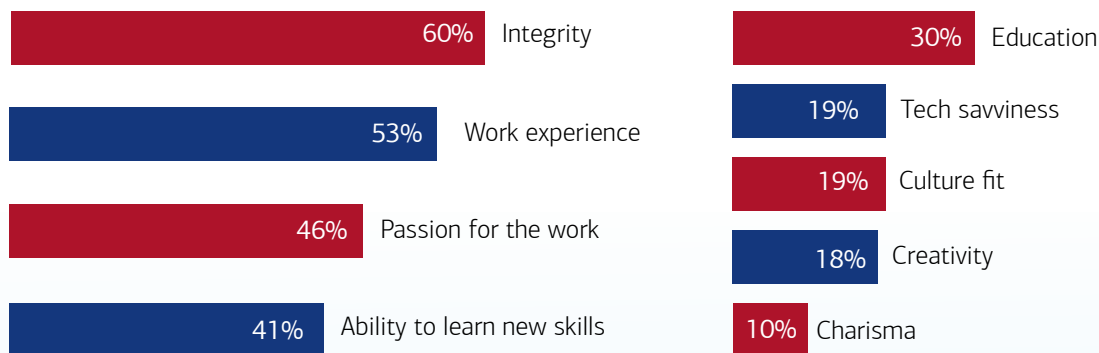 60% Integrity
53% Work experience
46% Passion for the work
41% Ability to learn new skills
30% Education
19% Tech savviness
19% Culture fit
18% Creativity
10% Charisma